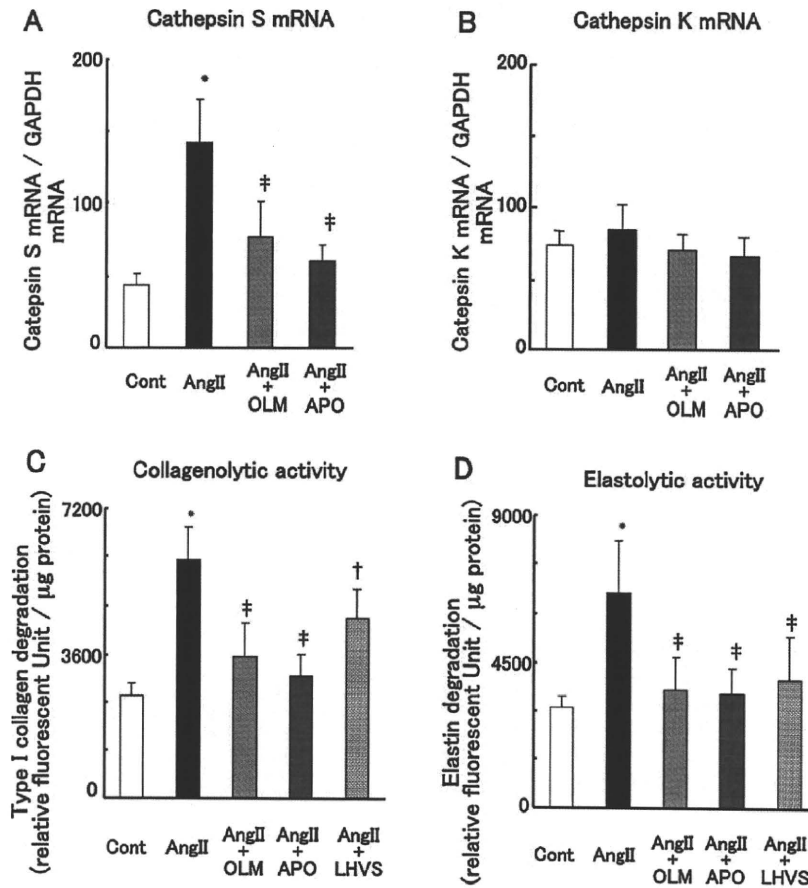 A
Cathepsin S mRNA
Catepsin S mRNA / GAPDH
mRNA
200
100
0
*
‡
‡
Cont
AngII
AngII
+
OLM
AngII
+
APO
B
Cathepsin K mRNA
Catepsin K mRNA / GAPDH
mRNA
200
100
0
Cont
AngII
AngII
+
OLM
AngII
+
APO
C
Collagenolytic activity
Type I collagen degradation
(relative fluorescent Unit / μg protein)
7200
3600
0
*
‡
‡
†
Cont
AngII
AngII
+
OLM
AngII
+
APO
AngII
+
LHVS
D
Elastolytic activity
Elastin degradation
(relative fluorescent Unit / μg protein)
9000
4500
0
*
‡
‡
‡
Cont
AngII
AngII
+
OLM
AngII
+
APO
AngII
+
LHVS